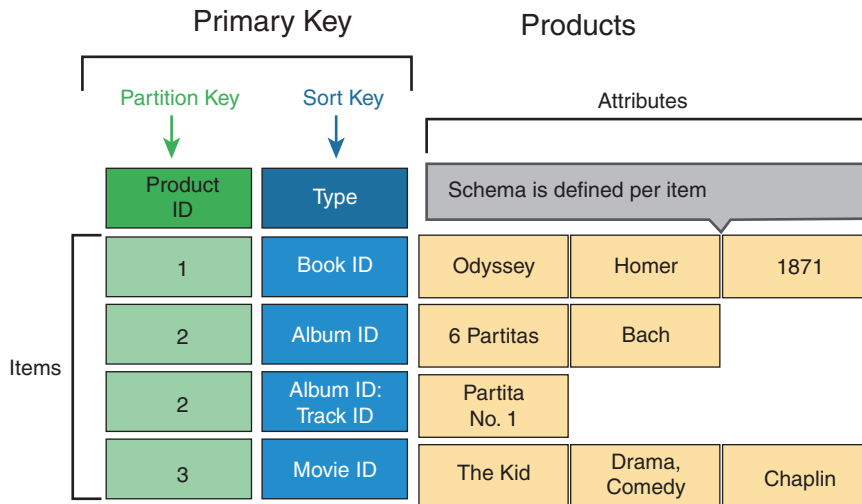 Primary Key
Products
Partition Key
Sort Key
Attributes
Product
ID
Type
Schema is defined per item
Items
1
Book ID
Odyssey
Homer
1871
2
Album ID
6 Partitas
Bach
2
Album ID:
Track ID
Partita
No. 1
3
Movie ID
The Kid
Drama,
Comedy
Chaplin